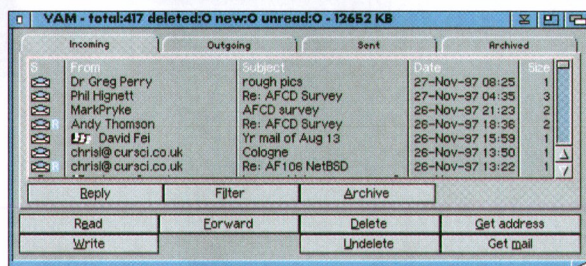 YAM - total:417 deleted:0 new:0 unread:0 - 12652 KB
Incoming Outgoing Sent Archived
S From Subject Date Size
Dr Greg Perry rough pics 27-Nov-97 08:25 1
Phil Hignett Re: AFCD Survey 27-Nov-97 04:35 3
MarkPryke AFCD survey 26-Nov-97 21:23 2
R Andy Thomson Re: AFCD Survey 26-Nov-97 18:36 2
David Fei Yr mail of Aug 13 26-Nov-97 15:59 1
R chrisl@cursci.co.uk Cologne 26-Nov-97 13:50 1
R chrisl@cursci.co.uk Re: AF106 NetBSD 26-Nov-97 13:22 1
Reply Filter Archive
Read Forward Delete Get address
Write Undelete Get mail